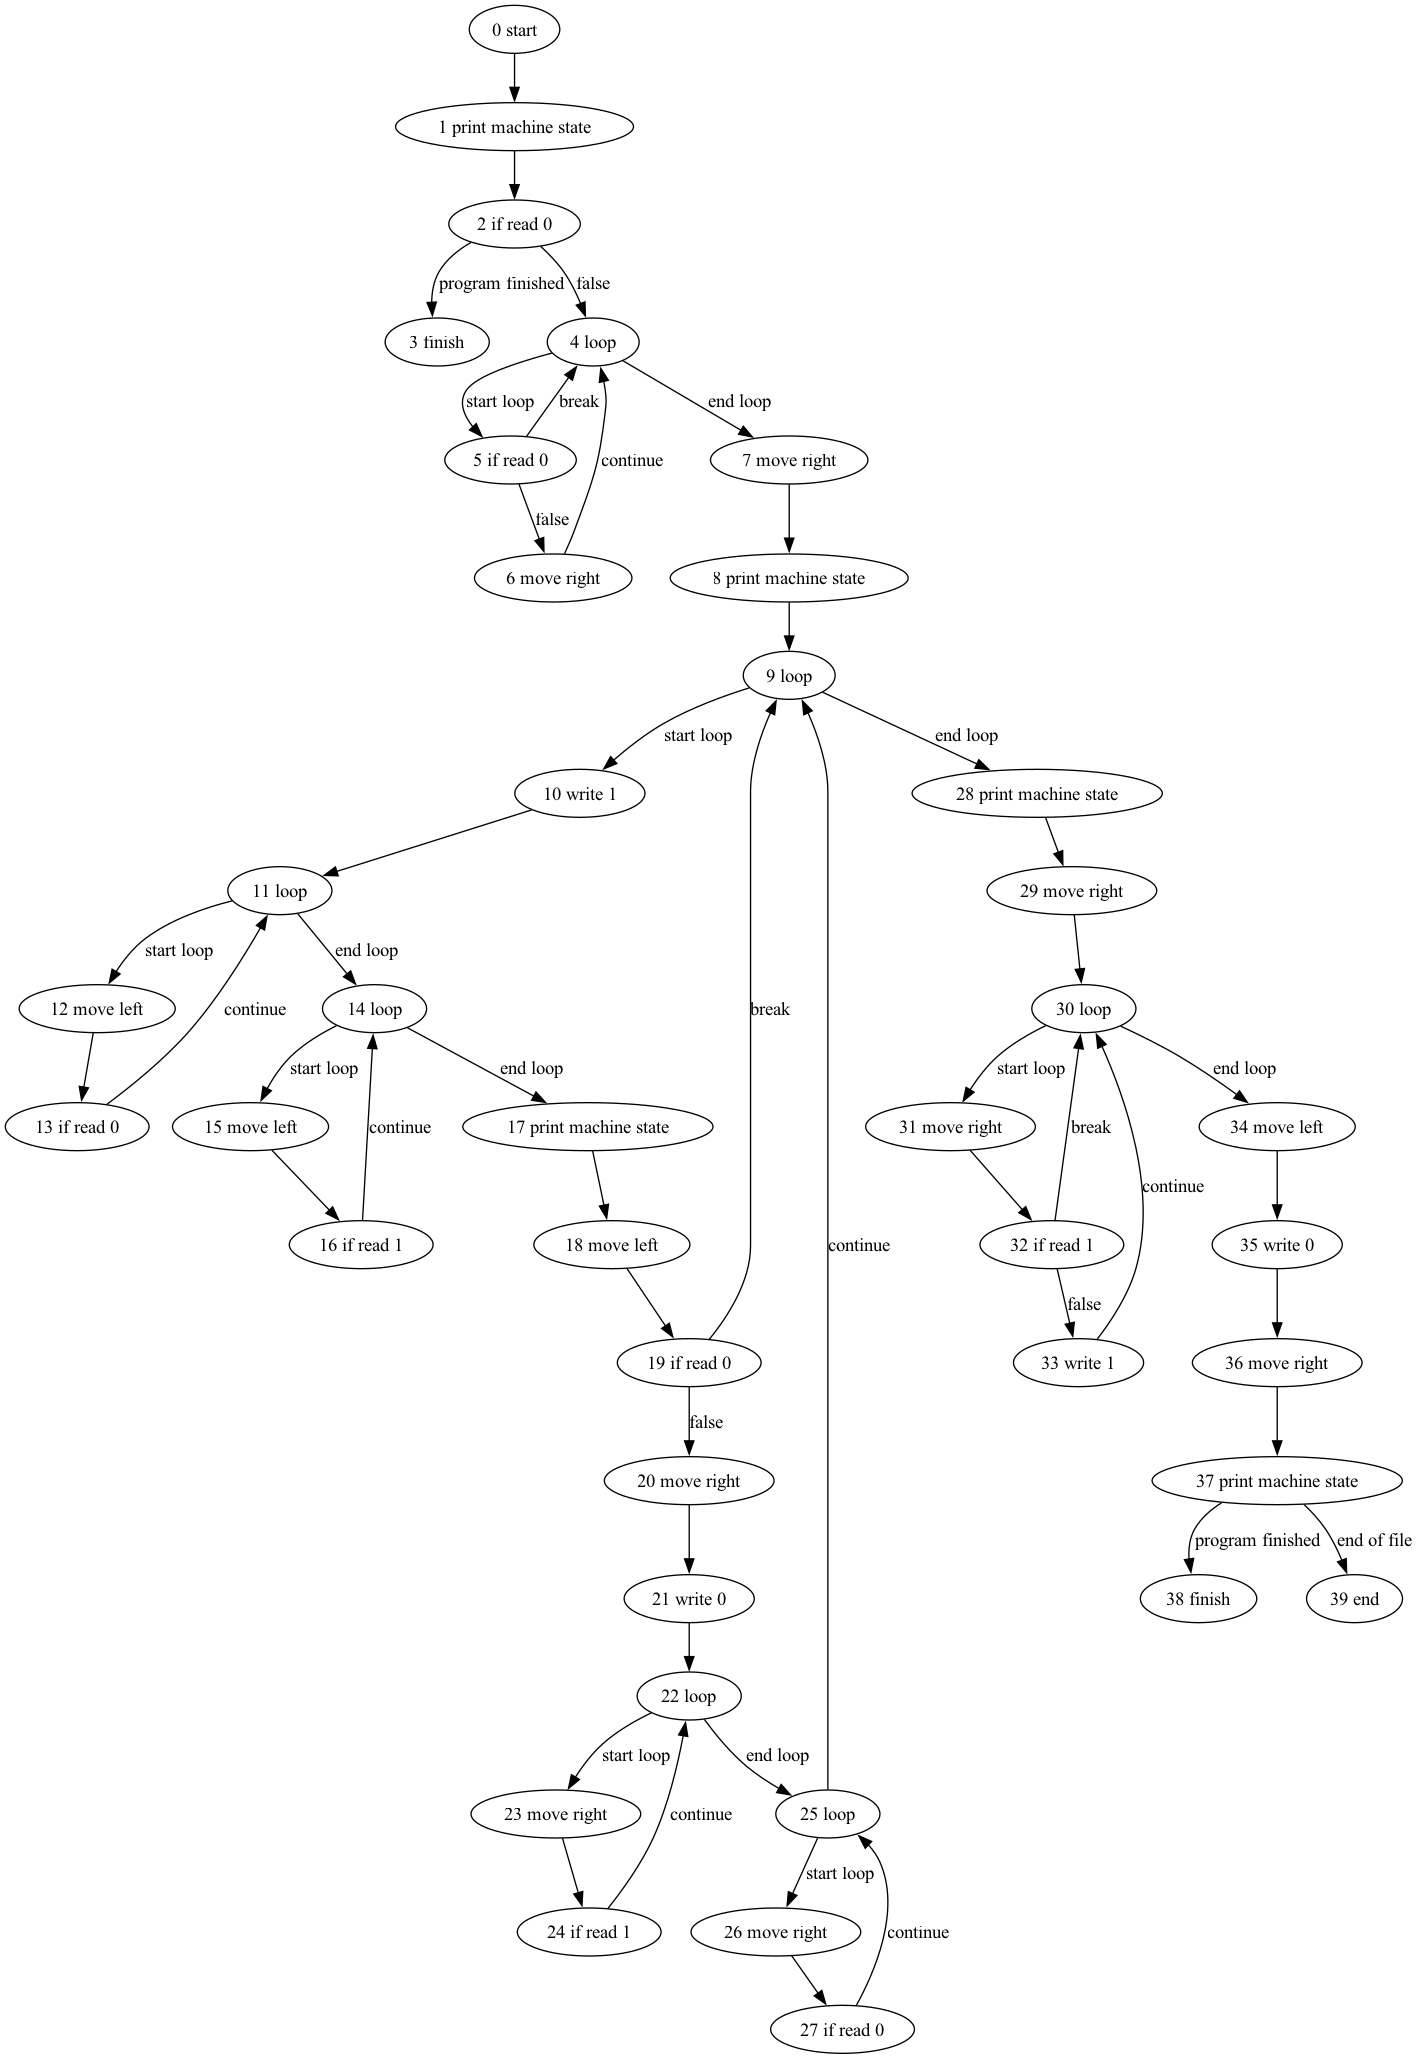 0 start
1 print machine state
2 if read 0
program finished
false
3 finish
4 loop
start loop
break
end loop
5 if read 0
continue
7 move right
false
6 move right
8 print machine state
9 loop
start loop
end loop
10 write 1
28 print machine state
11 loop
29 move right
start loop
end loop
12 move left
continue
14 loop
break
30 loop
start loop
end loop
start loop
end loop
13 if read 0
15 move left
continue
17 print machine state
31 move right
break
34 move left
continue
16 if read 1
18 move left
continue
32 if read 1
35 write 0
false
19 if read 0
33 write 1
36 move right
false
20 move right
37 print machine state
program finished
end of file
21 write 0
38 finish
39 end
22 loop
start loop
end loop
23 move right
continue
25 loop
start loop
24 if read 1
26 move right
continue
27 if read 0